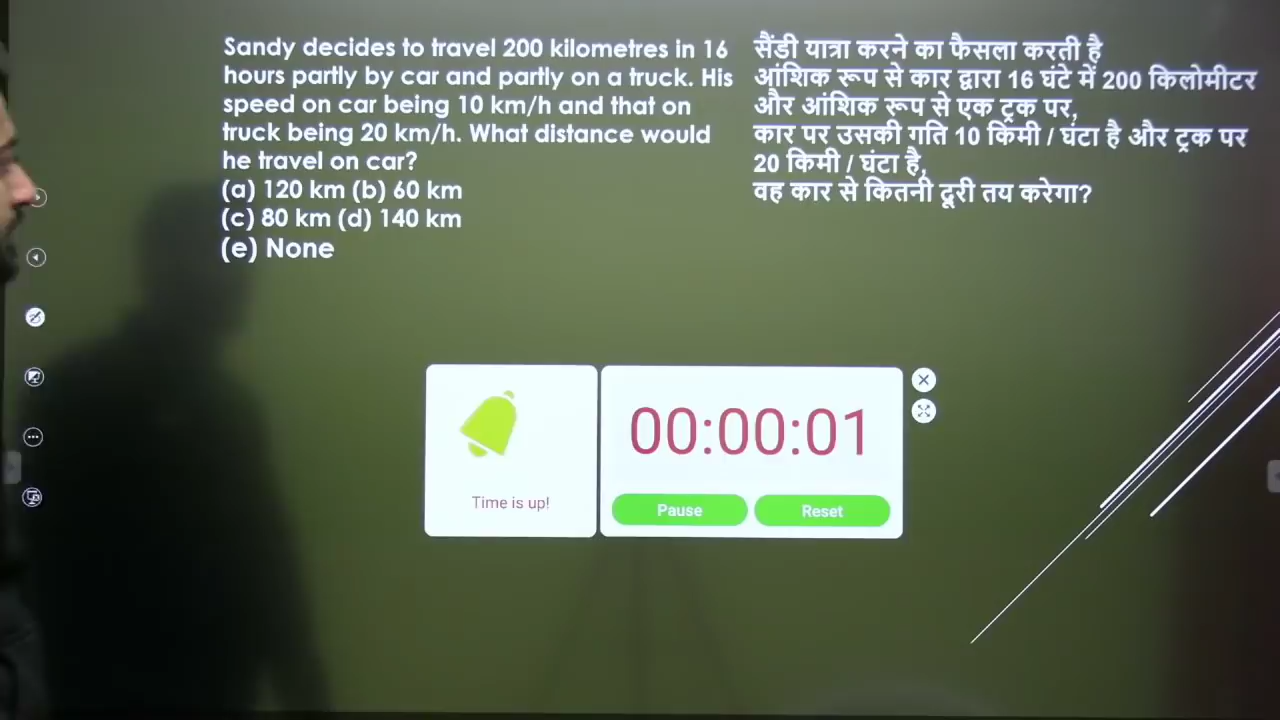 Sandy decides to travel 200 kilometres in 16
hours partly by car and partly on a truck. His
speed on car being 10 km/h and that on
truck being 20 km/h. What distance would
he travel on car?
(a) 120 km (b) 60 km
(c) 80 km (d) 140 km
(e) None
सैंडी यात्रा करने का फैसला करती है
आंशिक रूप से कार द्वारा 16 घंटे में 200 किलोमीटर
और आंशिक रूप से एक ट्रक पर,
कार पर उसकी गति 10 किमी / घंटा है और ट्रक पर
20 किमी / घंटा है,
वह कार से कितनी दूरी तय करेगा?
Time is up!
00:00:01
Pause
Reset